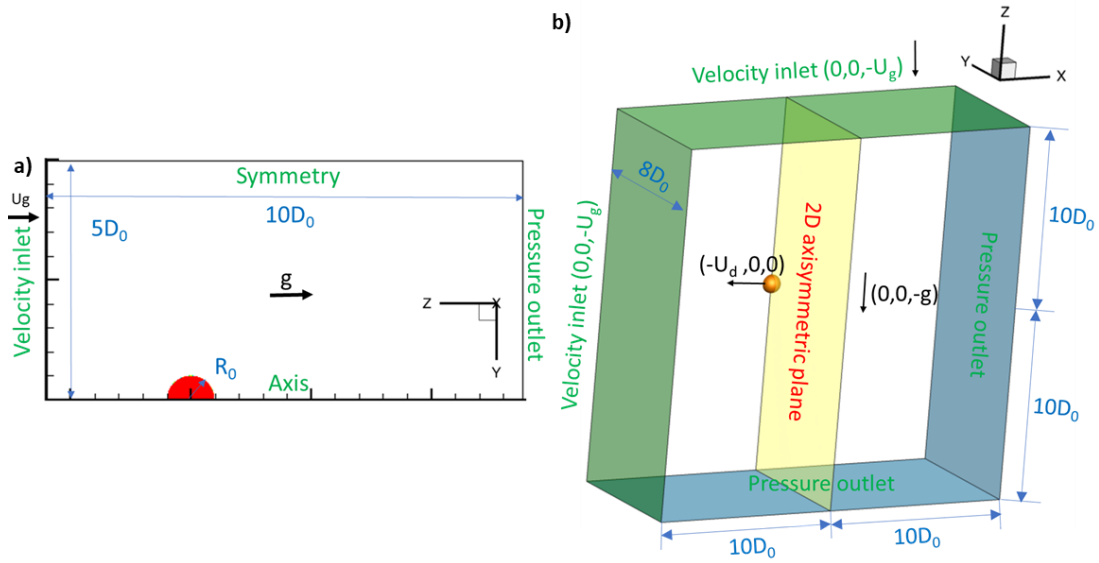 a)
Symmetry
10D₀
5D₀
Ug
Velocity inlet
Pressure outlet
g
Z
X
Y
R₀
Axis
b)
Velocity inlet (0,0,-Ug)
Z
Y
X
8D₀
Velocity inlet (0,0,-Ug)
2D axisymmetric plane
(-Ud ,0,0)
(0,0,-g)
Pressure outlet
10D₀
10D₀
Pressure outlet
10D₀
10D₀